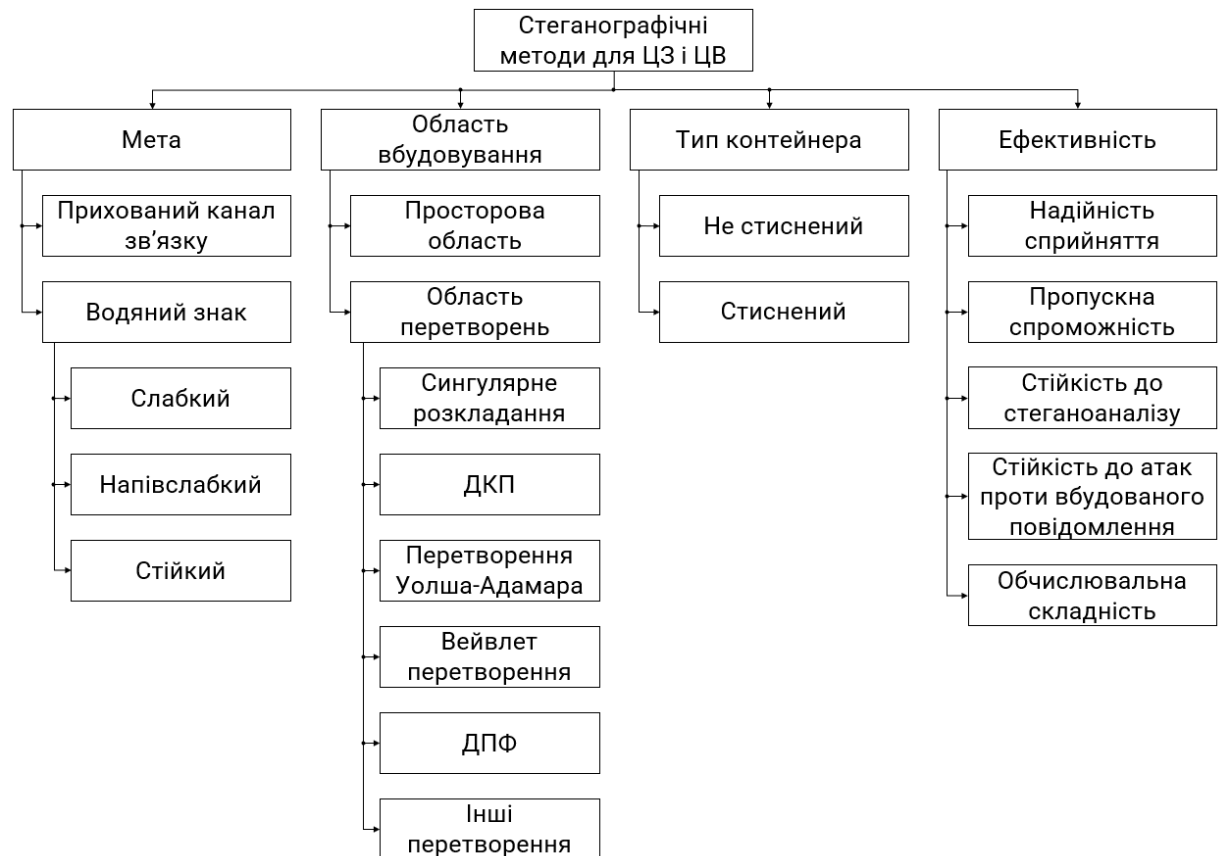 Стеганографічні
методи для ЦЗ і ЦВ
Мета
Прихований канал
зв’язку
Водяний знак
Слабкий
Напівслабкий
Стійкий
Область
вбудовування
Просторова
область
Область
перетворень
Сингулярне
розкладання
ДКП
Перетворення
Уолша-Адамара
Вейвлет
перетворення
ДПФ
Інші
перетворення
Тип контейнера
Не стиснений
Стиснений
Ефективність
Надійність
сприйняття
Пропускна
спроможність
Стійкість до
стеганоаналізу
Стійкість до атак
проти вбудованого
повідомлення
Обчислювальна
складність